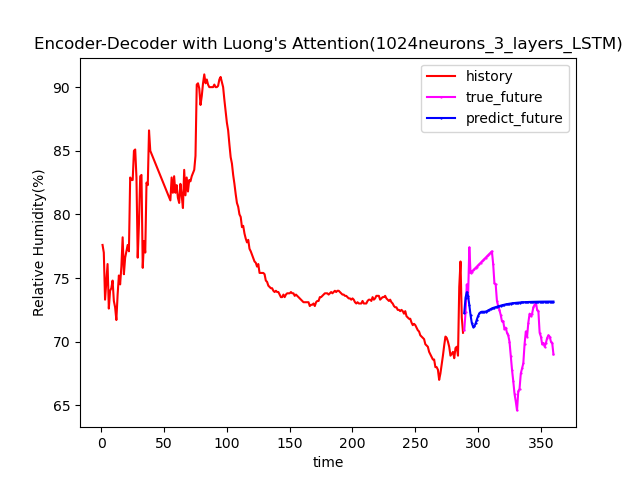 Encoder-Decoder with Luong's Attention(1024neurons_3_layers_LSTM)
history
true_future
predict_future
Relative Humidity(%)
90
85
80
75
70
65
0 50 100 150 200 250 300 350
time